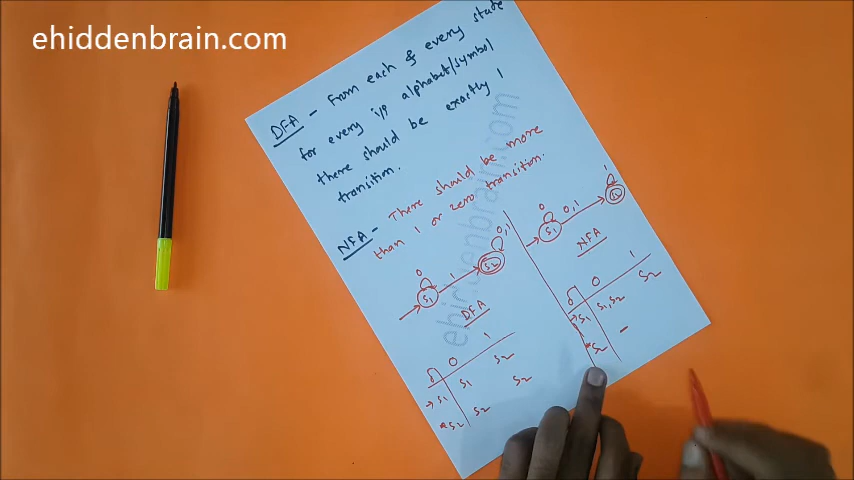 ehiddenbrain.com
DFA - From each & every state
for every i/p alphabet/symbol
there should be exactly 1
transition.
NFA - There should be more
than 1 or zero transition.
0 1 0,1
S1 S2
DFA
0 0,1 1
S1 S2
NFA
δ 0 1
→S1 S1 S2
*S2 S2 S2
δ 0 1
→S1 S1,S2 S2
*S2 -
ehiddenbrain.com